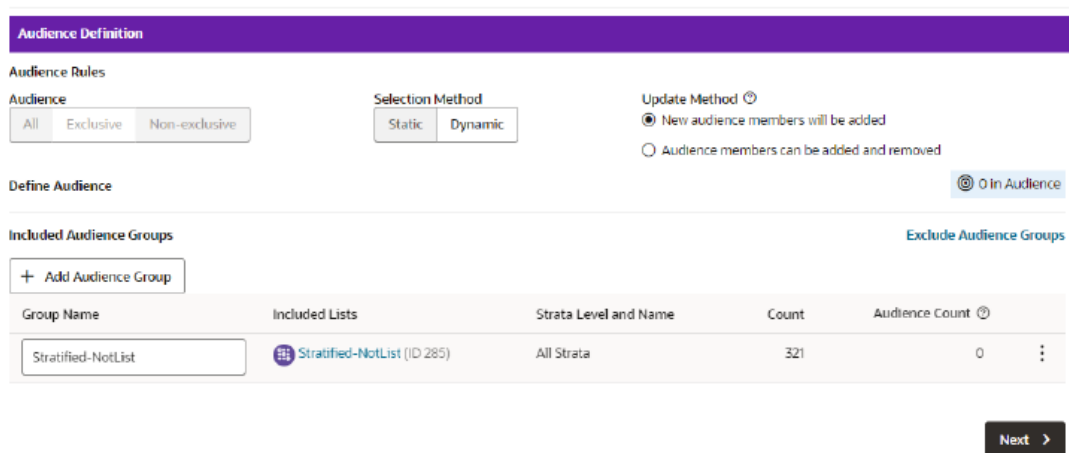 Audience Definition
Audience Rules
Audience
All Exclusive Non-exclusive
Selection Method
Static Dynamic
Update Method
New audience members will be added
Audience members can be added and removed
Define Audience
0 in Audience
Included Audience Groups
Exclude Audience Groups
+ Add Audience Group
Group Name Included Lists Strata Level and Name Count Audience Count
Stratified-NotList Stratified-NotList (ID 285) All Strata 321 0
Next >